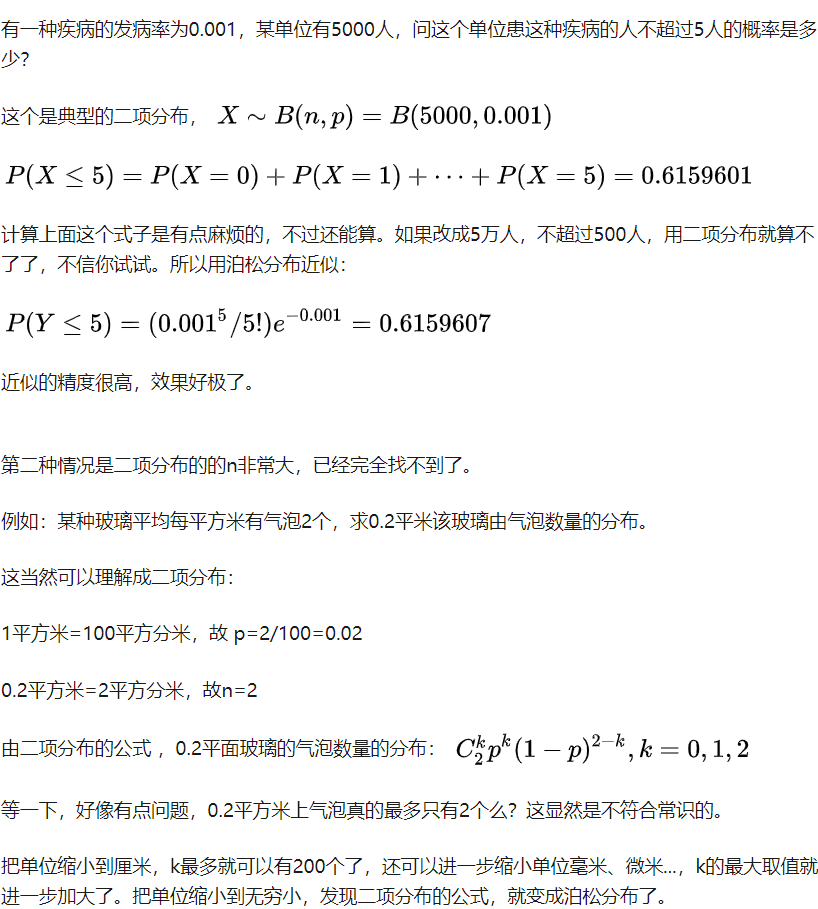 有一种疾病的发病率为0.001，某单位有5000人，问这个单位患这种疾病的人不超过5人的概率是多
少？
这个是典型的二项分布， X ∼ B(n, p) = B(5000, 0.001)
P(X ≤ 5) = P(X = 0) + P(X = 1) + ⋯ + P(X = 5) = 0.6159601
计算上面这个式子是有点麻烦的，不过还能算。如果改成5万人，不超过500人，用二项分布就算不
了了，不信你试试。所以用泊松分布近似：
P(Y ≤ 5) = (0.001^5/5!)e^{−0.001} = 0.6159607
近似的精度很高，效果好极了。
第二种情况是二项分布的的n非常大，已经完全找不到了。
例如：某种玻璃平均每平方米有气泡2个，求0.2平米该玻璃由气泡数量的分布。
这当然可以理解成二项分布：
1平方米=100平方分米，故 p=2/100=0.02
0.2平方米=2平方分米，故n=2
由二项分布的公式 ，0.2平面玻璃的气泡数量的分布： C_2^k p^k (1 − p)^{2−k}, k = 0, 1, 2
等一下，好像有点问题，0.2平方米上气泡真的最多只有2个么？这显然是不符合常识的。
把单位缩小到厘米，k最多就可以有200个了，还可以进一步缩小单位毫米、微米...，k的最大取值就
进一步加大了。把单位缩小到无穷小，发现二项分布的公式，就变成泊松分布了。